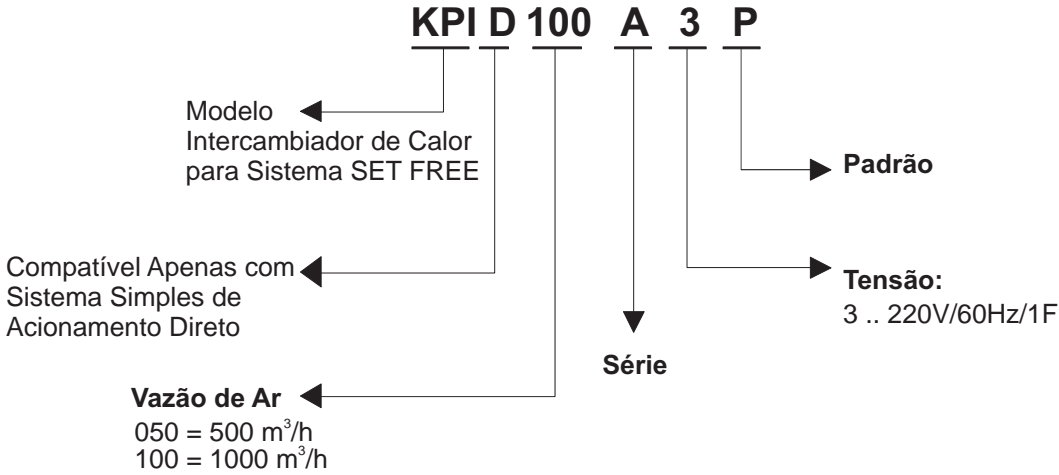 KPI D 100 A 3 P
Modelo
Intercambiador de Calor
para Sistema SET FREE
Padrão
Compatível Apenas com
Sistema Simples de
Acionamento Direto
Tensão:
3 .. 220V/60Hz/1F
Série
Vazão de Ar
050 = 500 m³/h
100 = 1000 m³/h